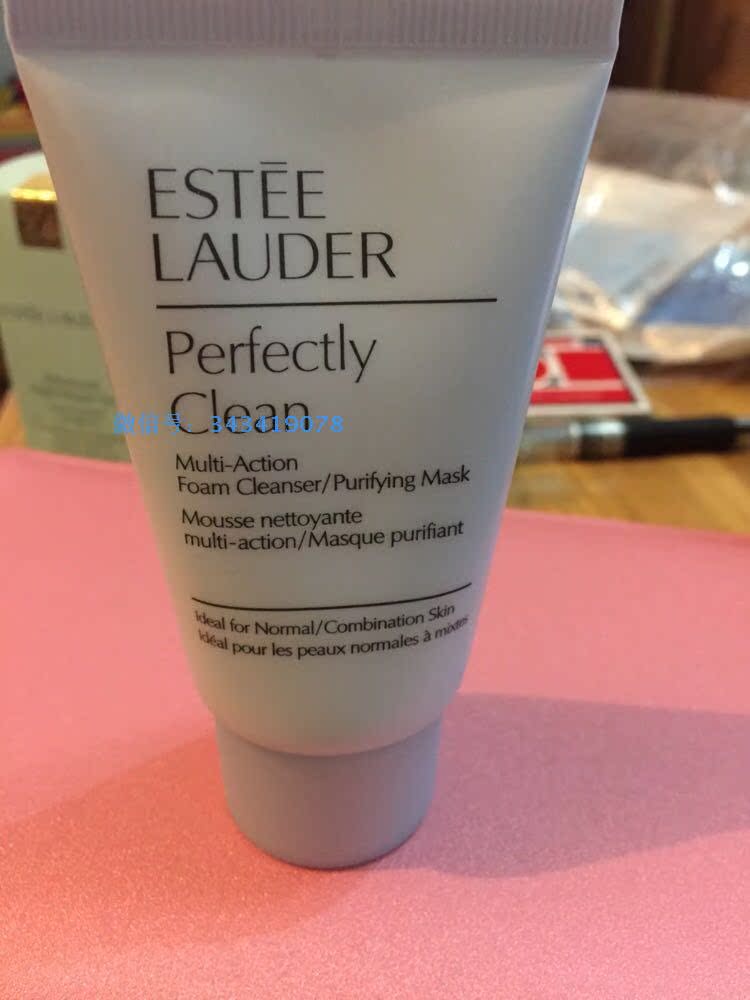 ESTĒE
LAUDER
Perfectly
Clean
微信号：343419078
Multi-Action
Foam Cleanser/Purifying Mask
Mousse nettoyante
multi-action/Masque purifiant
Ideal for Normal/Combination Skin
Idéal pour les peaux normales à mixtes